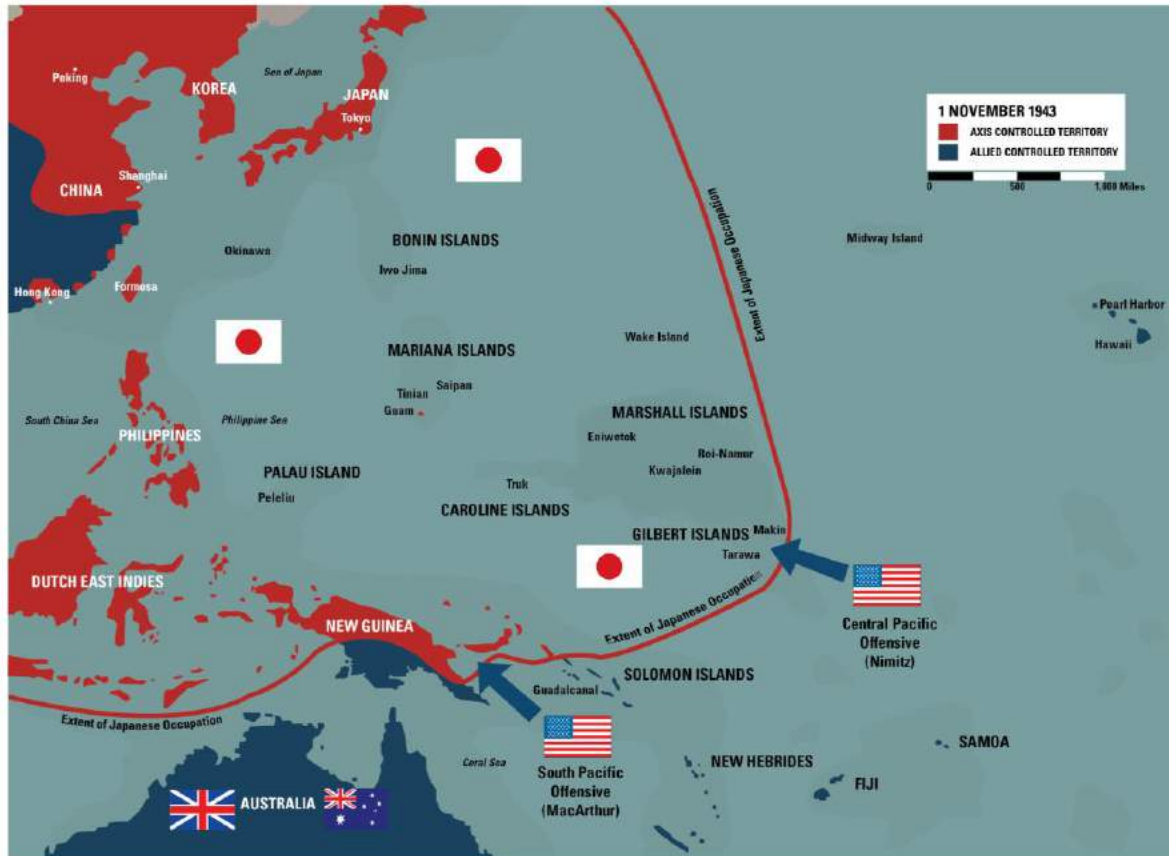 1 NOVEMBER 1943
AXIS CONTROLLED TERRITORY
ALLIED CONTROLLED TERRITORY
0 500 1,000 Miles
Peking
KOREA
Sea of Japan
JAPAN
Tokyo
Shanghai
CHINA
Okinawa
BONIN ISLANDS
Iwo Jima
Midway Island
Extent of Japanese Occupation
Hong Kong
Formosa
Pearl Harbor
Hawaii
Wake Island
MARIANA ISLANDS
Saipan
Tinian
Guam
South China Sea
Philippine Sea
PHILIPPINES
MARSHALL ISLANDS
Eniwetok
Roi-Namur
Kwajalein
PALAU ISLAND
Peleliu
Truk
CAROLINE ISLANDS
GILBERT ISLANDS
Makin
Tarawa
DUTCH EAST INDIES
NEW GUINEA
Extent of Japanese Occupation
Central Pacific
Offensive
(Nimitz)
SOLOMON ISLANDS
Guadalcanal
Extent of Japanese Occupation
South Pacific
Offensive
(MacArthur)
Coral Sea
NEW HEBRIDES
SAMOA
FIJI
AUSTRALIA